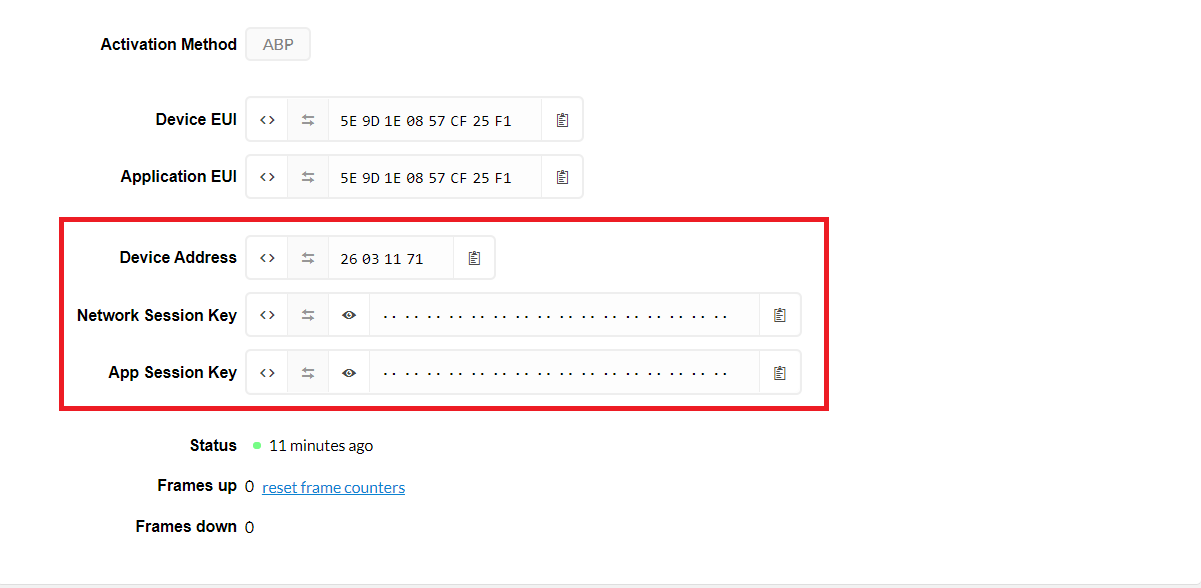 Activation Method ABP
Device EUI <> 5E 9D 1E 08 57 CF 25 F1
Application EUI <> 5E 9D 1E 08 57 CF 25 F1
Device Address <> 26 03 11 71
Network Session Key <> ·· ·· ·· ·· ·· ·· ·· ·· ·· ·· ·· ·· ·· ·· ·· ··
App Session Key <> ·· ·· ·· ·· ·· ·· ·· ·· ·· ·· ·· ·· ·· ·· ·· ··
Status 11 minutes ago
Frames up 0 reset frame counters
Frames down 0